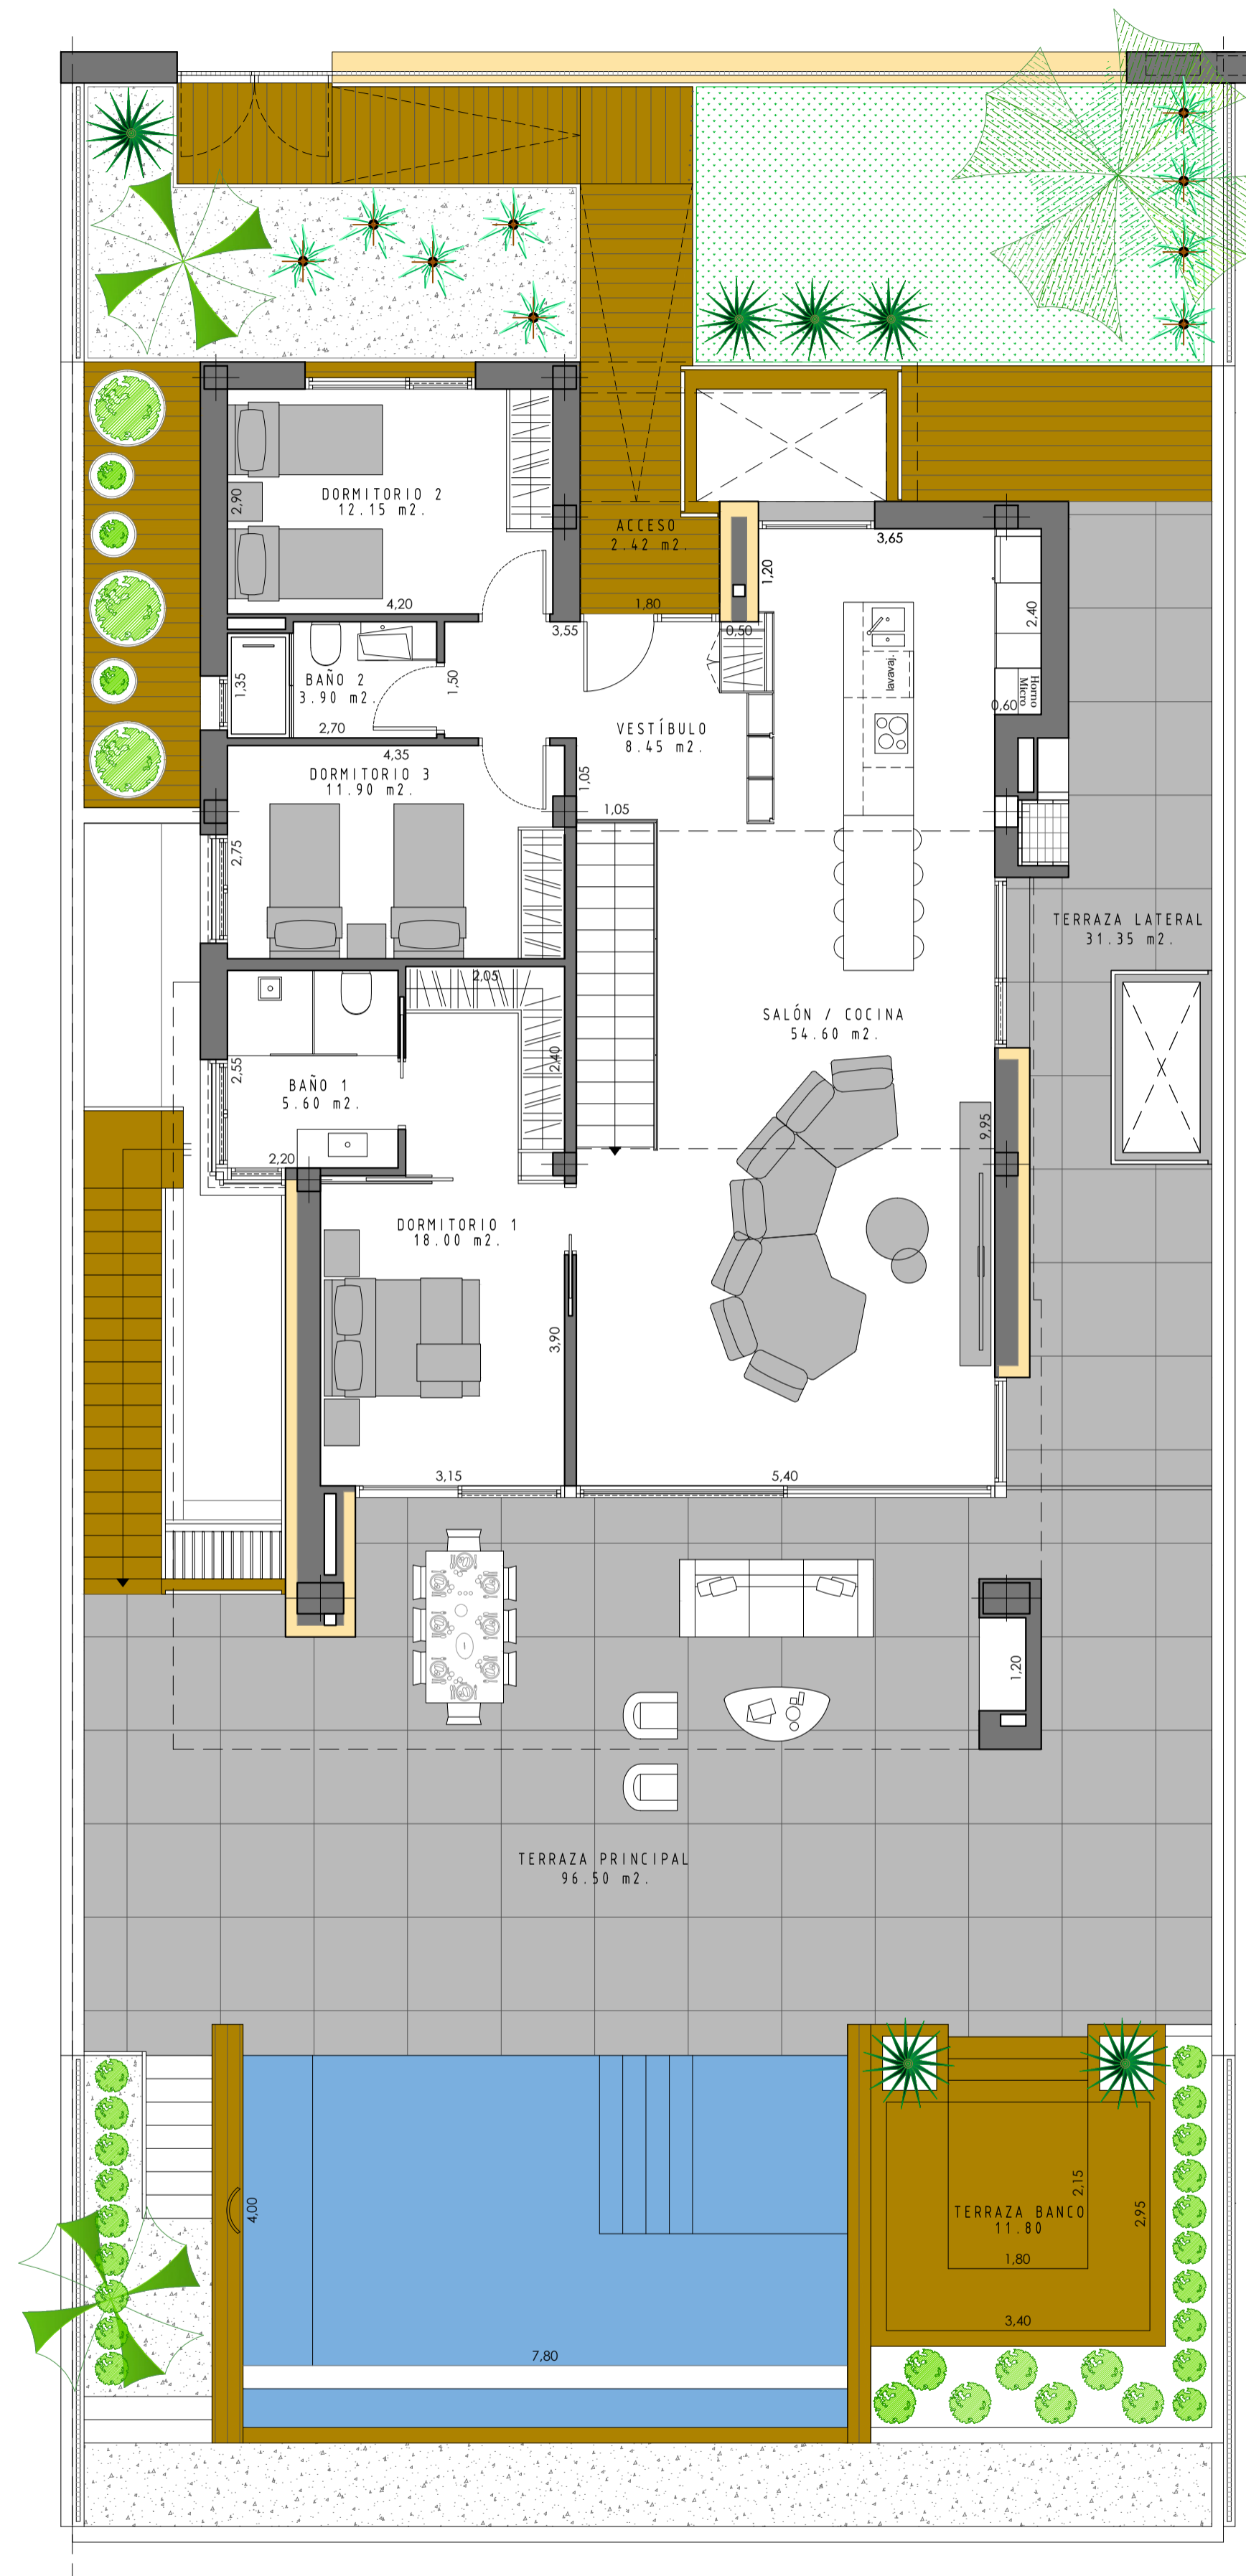 DORMITORIO 2
12.15 m2.
2,90
4,20
ACCESO
2.42 m2.
1,80
3,55
0,50
1,20
3,65
2,40
lavavaj.
Horno
Micro
0,60
BAÑO 2
3.90 m2.
1,35
1,50
2,70
VESTÍBULO
8.45 m2.
4,35
DORMITORIO 3
11.90 m2.
1,05
1,05
2,75
TERRAZA LATERAL
31.35 m2.
2,05
SALÓN / COCINA
54.60 m2.
2,55
2,40
BAÑO 1
5.60 m2.
2,20
9,95
DORMITORIO 1
18.00 m2.
3,90
3,15
5,40
1,20
TERRAZA PRINCIPAL
96.50 m2.
4,00
2,15
2,95
TERRAZA BANCO
11.80
1,80
3,40
7,80